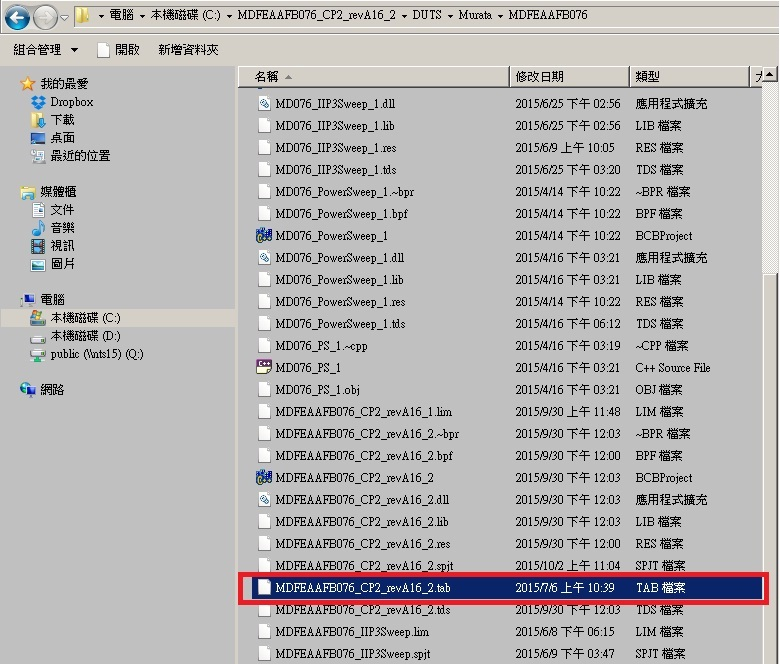 電腦 本機磁碟 (C:) MDFEAAFB076_CP2_revA16_2 DUTS Murata MDFEAAFB076
組合管理 開啟 新增資料夾
我的最愛
Dropbox
下載
桌面
最近的位置
媒體櫃
文件
音樂
視訊
圖片
電腦
本機磁碟 (C:)
本機磁碟 (D:)
public (\\nts15) (Q:)
網路
名稱 修改日期 類型
MD076_IIP3Sweep_1.dll 2015/6/25 下午 02:56 應用程式擴充
MD076_IIP3Sweep_1.lib 2015/6/25 下午 02:56 LIB 檔案
MD076_IIP3Sweep_1.res 2015/6/9 上午 10:05 RES 檔案
MD076_IIP3Sweep_1.tds 2015/6/25 下午 03:20 TDS 檔案
MD076_PowerSweep_1.~bpr 2015/4/14 下午 10:22 ~BPR 檔案
MD076_PowerSweep_1.bpf 2015/4/14 下午 10:22 BPF 檔案
MD076_PowerSweep_1 2015/4/14 下午 10:22 BCBProject
MD076_PowerSweep_1.dll 2015/4/16 下午 03:21 應用程式擴充
MD076_PowerSweep_1.lib 2015/4/16 下午 03:21 LIB 檔案
MD076_PowerSweep_1.res 2015/4/14 下午 10:22 RES 檔案
MD076_PowerSweep_1.tds 2015/4/16 下午 06:12 TDS 檔案
MD076_PS_1.~cpp 2015/4/16 下午 03:19 ~CPP 檔案
MD076_PS_1 2015/4/16 下午 03:21 C++ Source File
MD076_PS_1.obj 2015/4/16 下午 03:21 OBJ 檔案
MDFEAAFB076_CP2_revA16_1.lim 2015/9/30 上午 11:48 LIM 檔案
MDFEAAFB076_CP2_revA16_2.~bpr 2015/9/30 下午 12:03 ~BPR 檔案
MDFEAAFB076_CP2_revA16_2.bpf 2015/9/30 下午 12:00 BPF 檔案
MDFEAAFB076_CP2_revA16_2 2015/9/30 下午 12:03 BCBProject
MDFEAAFB076_CP2_revA16_2.dll 2015/9/30 下午 12:03 應用程式擴充
MDFEAAFB076_CP2_revA16_2.lib 2015/9/30 下午 12:03 LIB 檔案
MDFEAAFB076_CP2_revA16_2.res 2015/9/30 下午 12:00 RES 檔案
MDFEAAFB076_CP2_revA16_2.spjt 2015/10/2 上午 11:04 SPJT 檔案
MDFEAAFB076_CP2_revA16_2.tab 2015/7/6 上午 10:39 TAB 檔案
MDFEAAFB076_CP2_revA16_2.tds 2015/9/30 下午 12:03 TDS 檔案
MDFEAAFB076_IIP3Sweep.lim 2015/6/8 下午 06:15 LIM 檔案
MDFEAAFB076_IIP3Sweep.spjt 2015/6/9 下午 03:47 SPJT 檔案